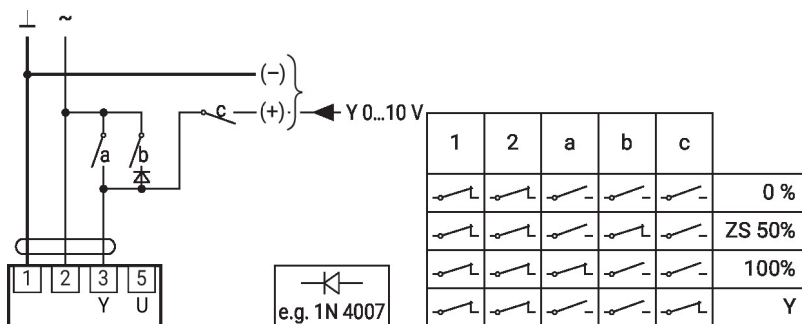 ⊥ ~
(–)
c (+) Y 0...10 V
a b
1 2 3 5
Y U
e.g. 1N 4007
1 2 a b c
0 %
ZS 50%
100%
Y